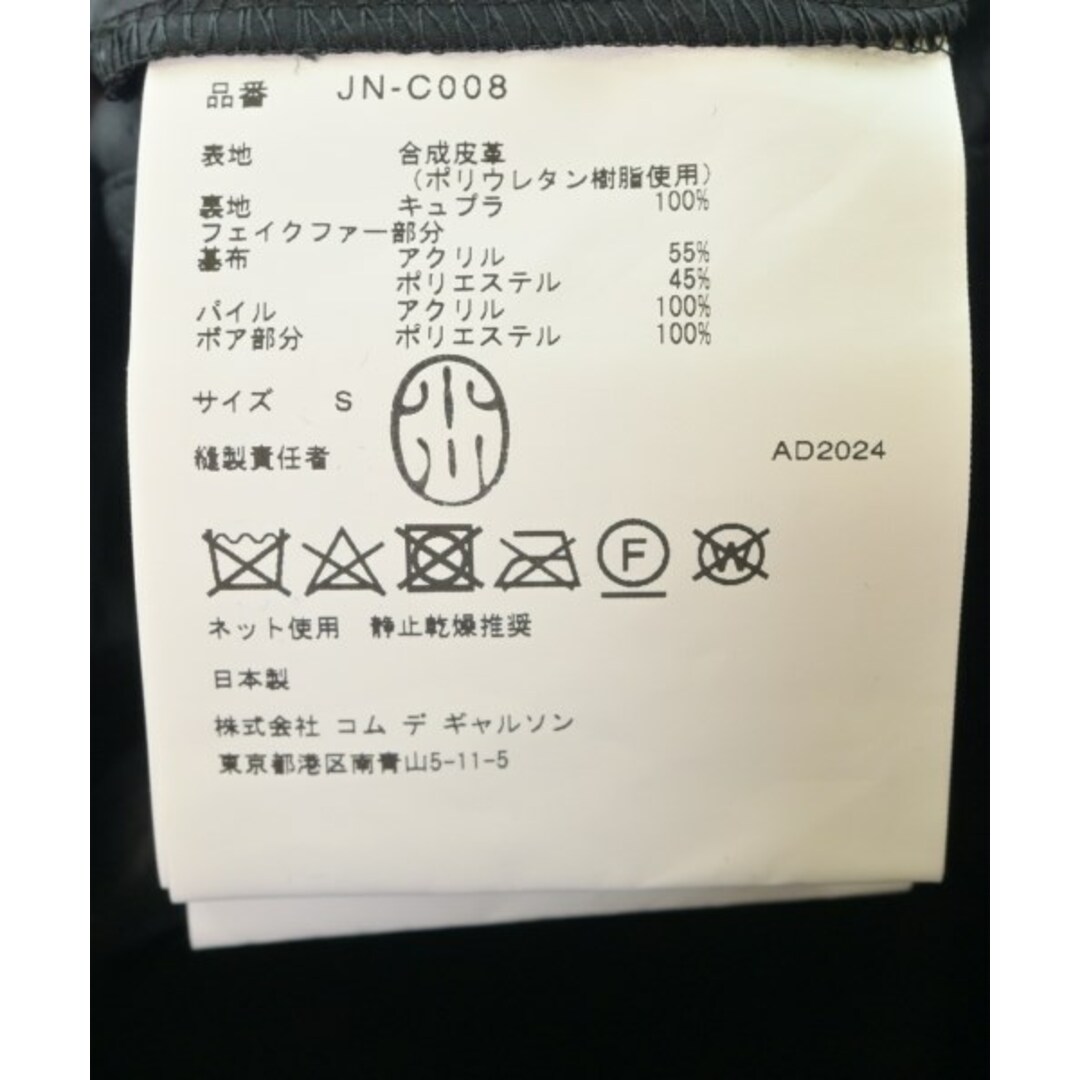 品番 JN-C008
表地 合成皮革
（ポリウレタン樹脂使用）
裏地 キュプラ 100%
フェイクファー部分
基布 アクリル 55%
ポリエステル 45%
パイル アクリル 100%
ボア部分 ポリエステル 100%
サイズ S
縫製責任者 AD2024
F W
ネット使用 静止乾燥推奨
日本製
株式会社 コム デ ギャルソン
東京都港区南青山5-11-5